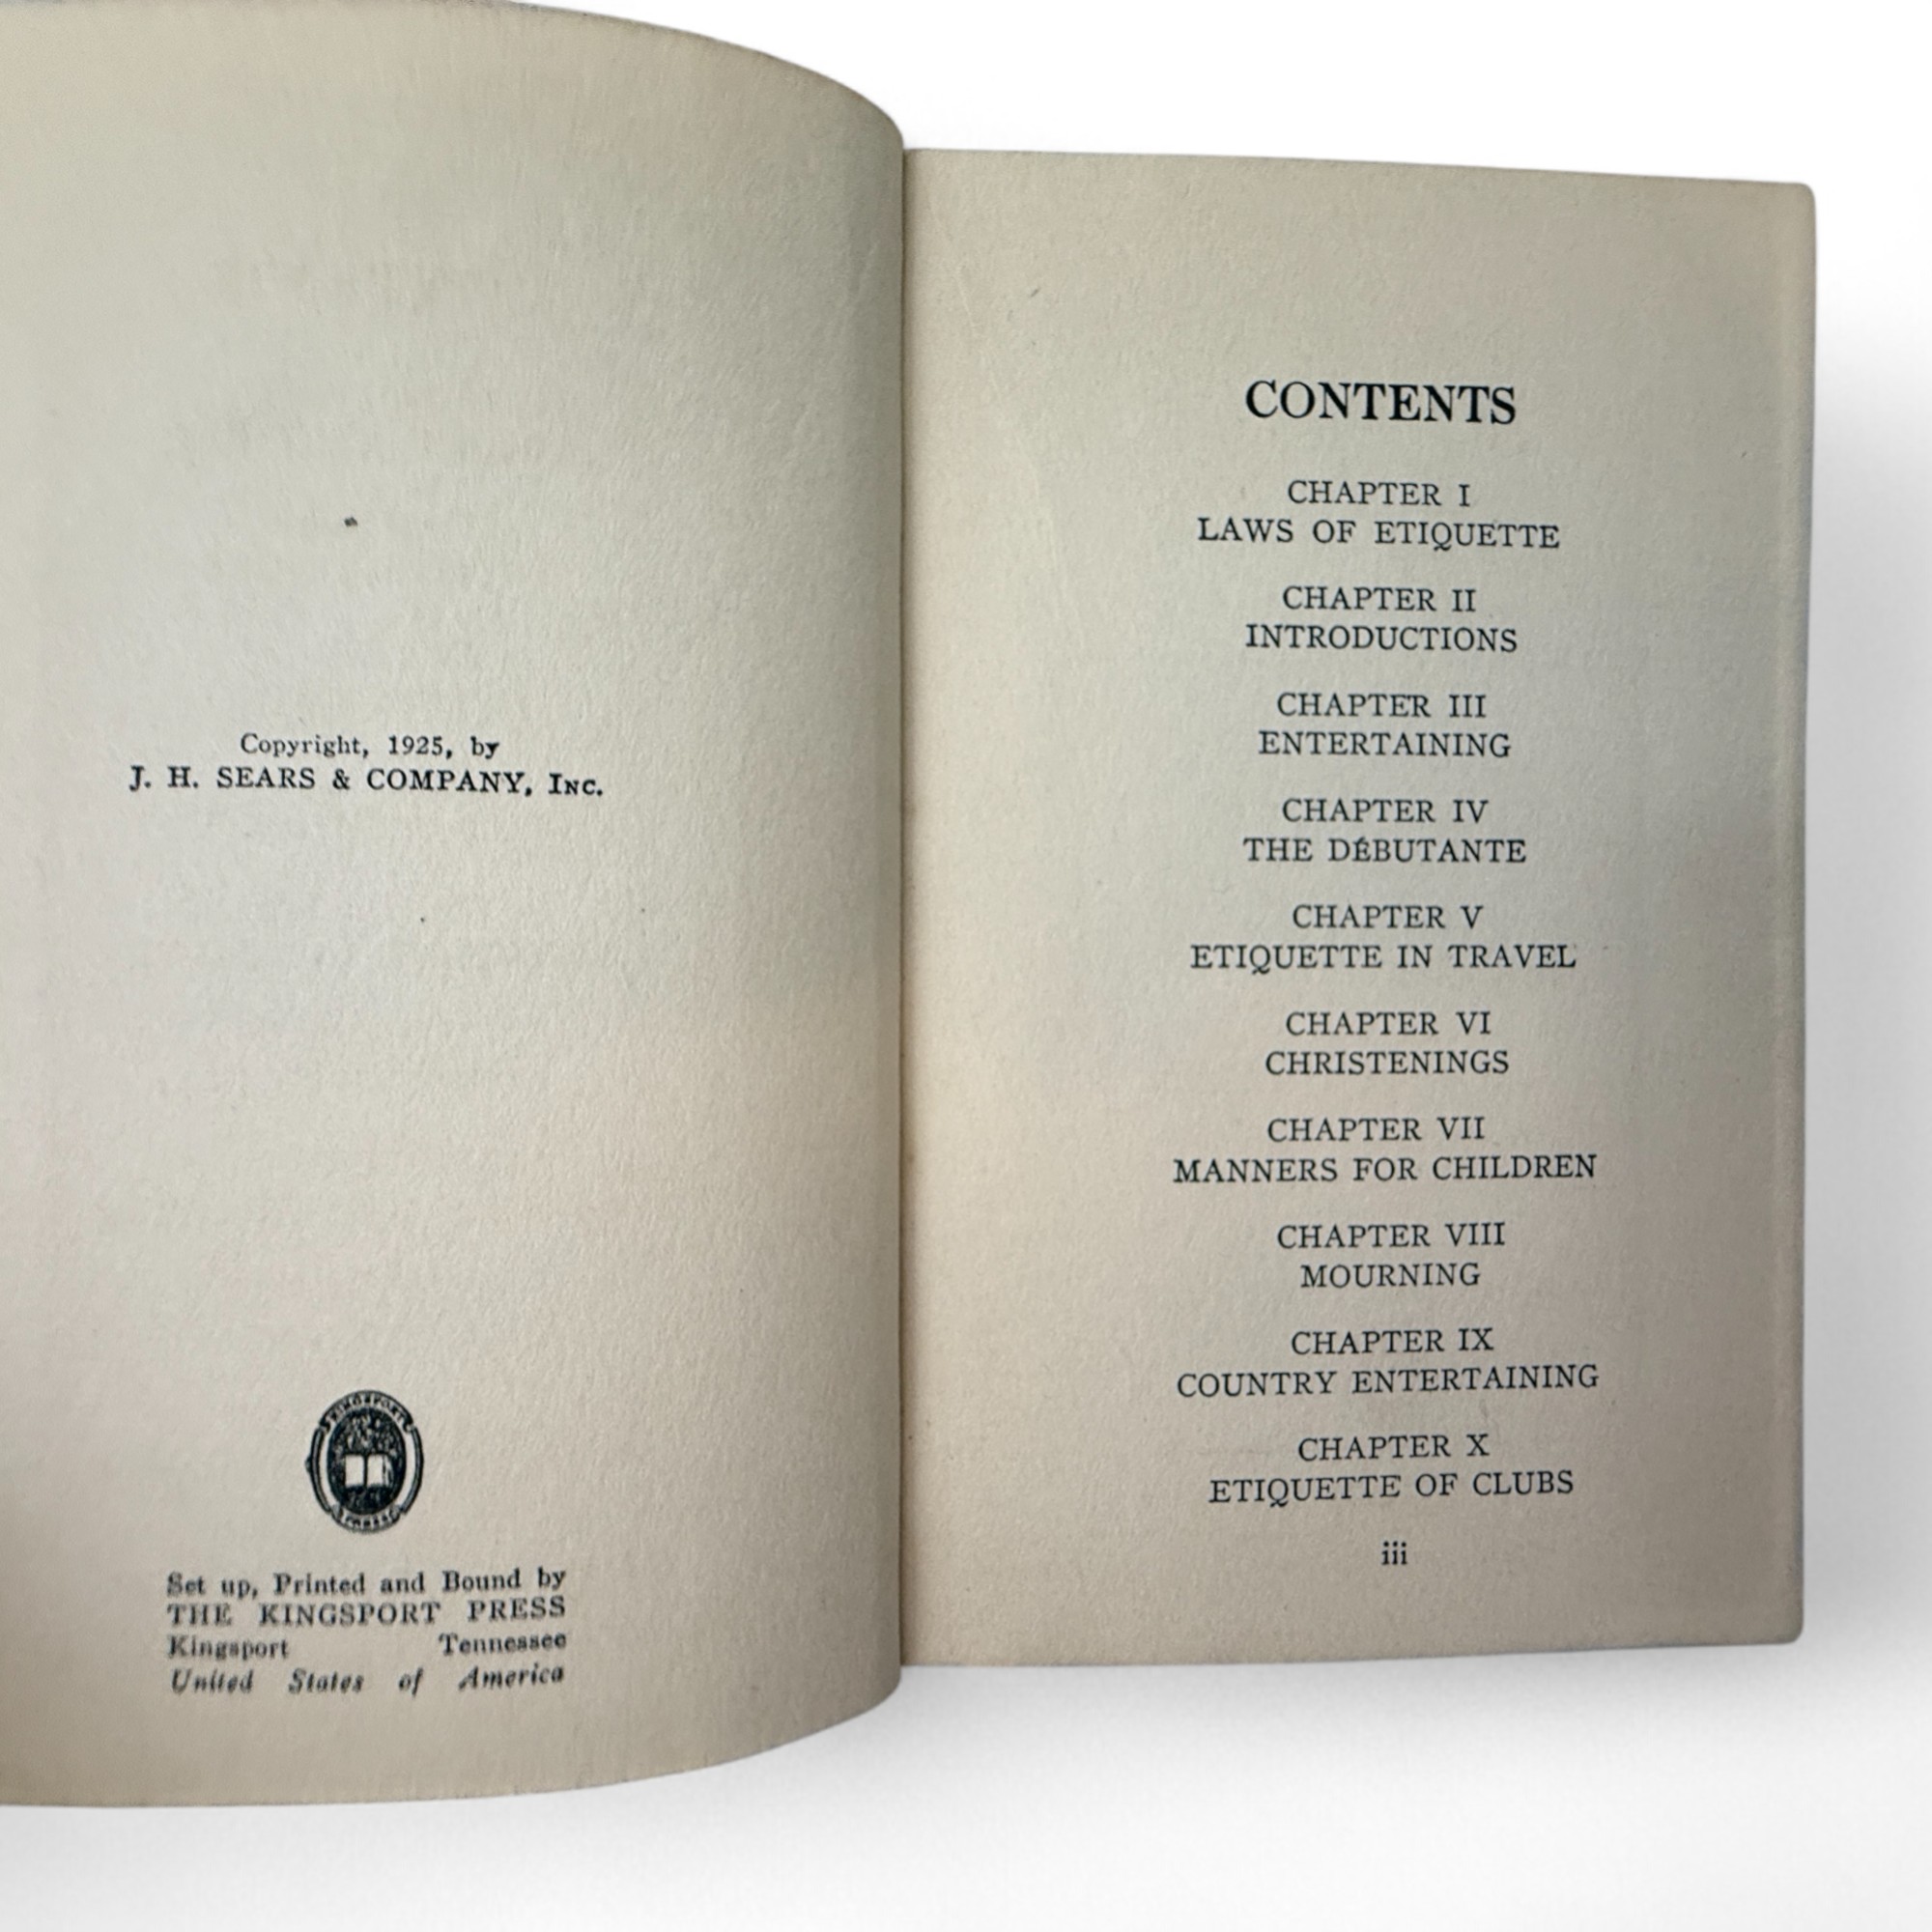 Copyright, 1925, by
J. H. SEARS & COMPANY, INC.
KINGSPORT
PRESS
Set up, Printed and Bound by
THE KINGSPORT PRESS
Kingsport Tennessee
United States of America
CONTENTS
CHAPTER I
LAWS OF ETIQUETTE
CHAPTER II
INTRODUCTIONS
CHAPTER III
ENTERTAINING
CHAPTER IV
THE DÉBUTANTE
CHAPTER V
ETIQUETTE IN TRAVEL
CHAPTER VI
CHRISTENINGS
CHAPTER VII
MANNERS FOR CHILDREN
CHAPTER VIII
MOURNING
CHAPTER IX
COUNTRY ENTERTAINING
CHAPTER X
ETIQUETTE OF CLUBS
iii